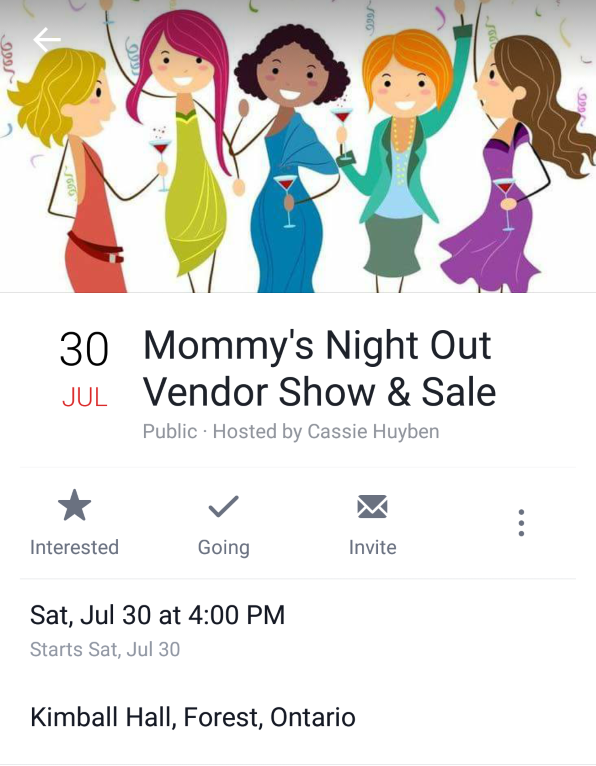 30
JUL
Mommy's Night Out
Vendor Show & Sale
Public · Hosted by Cassie Huyben
Interested
Going
Invite
Sat, Jul 30 at 4:00 PM
Starts Sat, Jul 30
Kimball Hall, Forest, Ontario